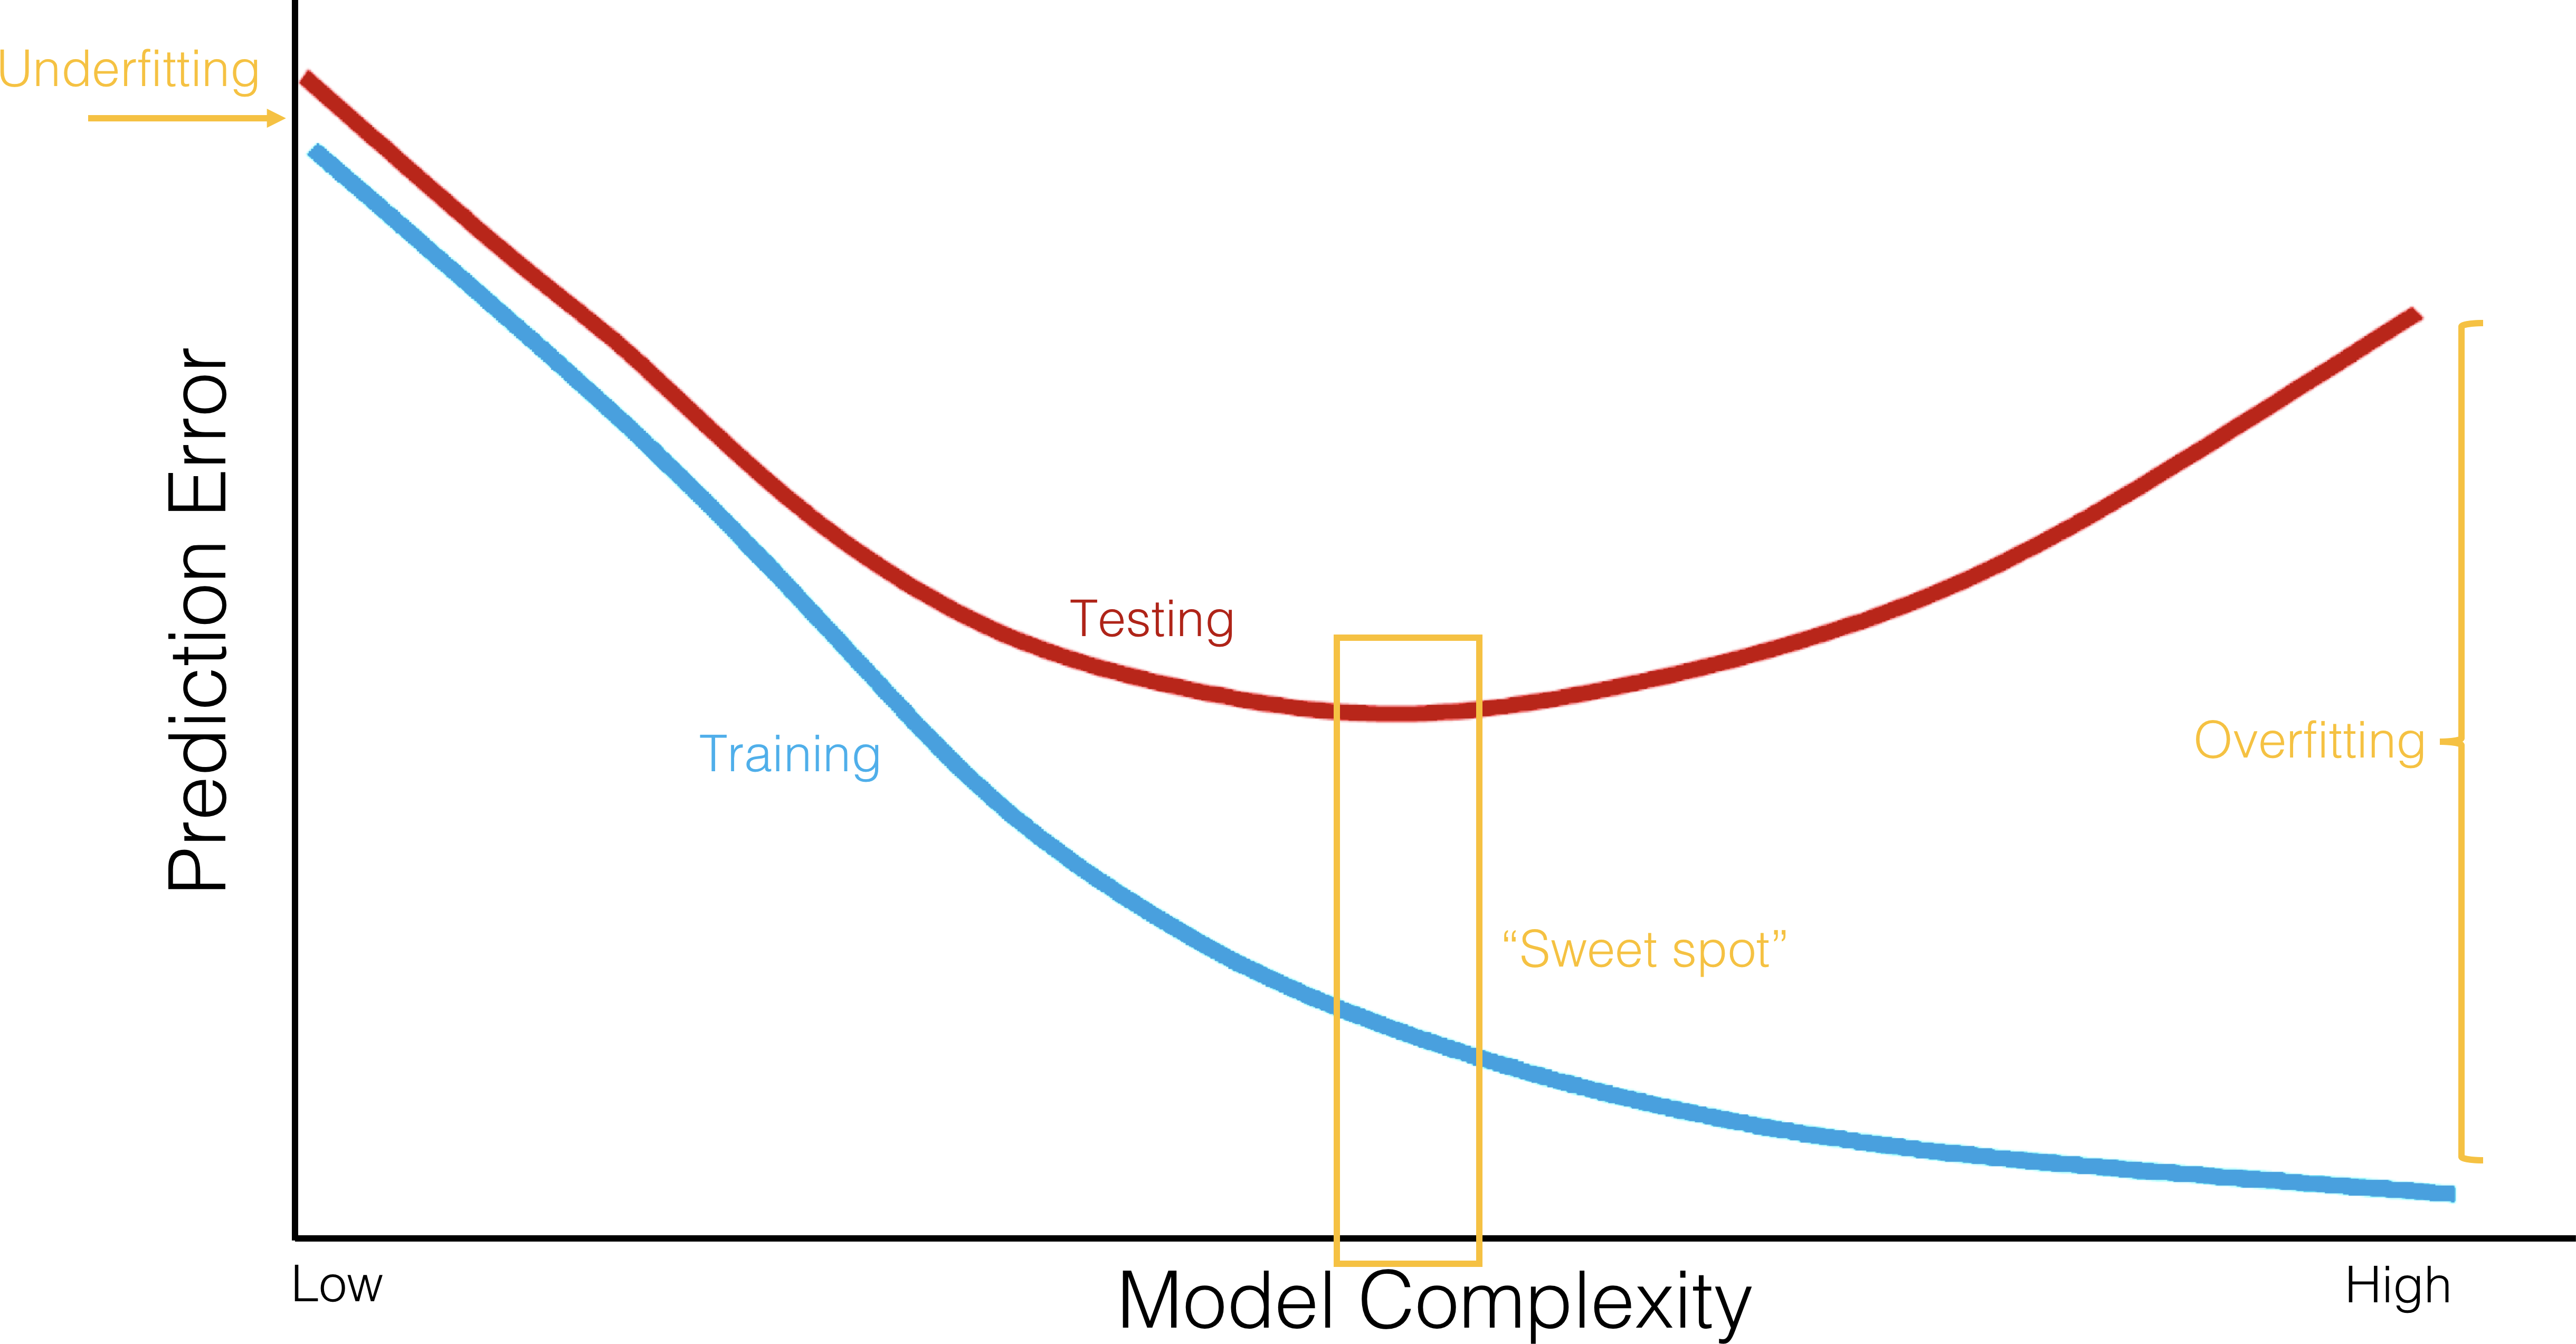 Underfitting
Prediction Error
Testing
Training
Overfitting
“Sweet spot”
Low
Model Complexity
High